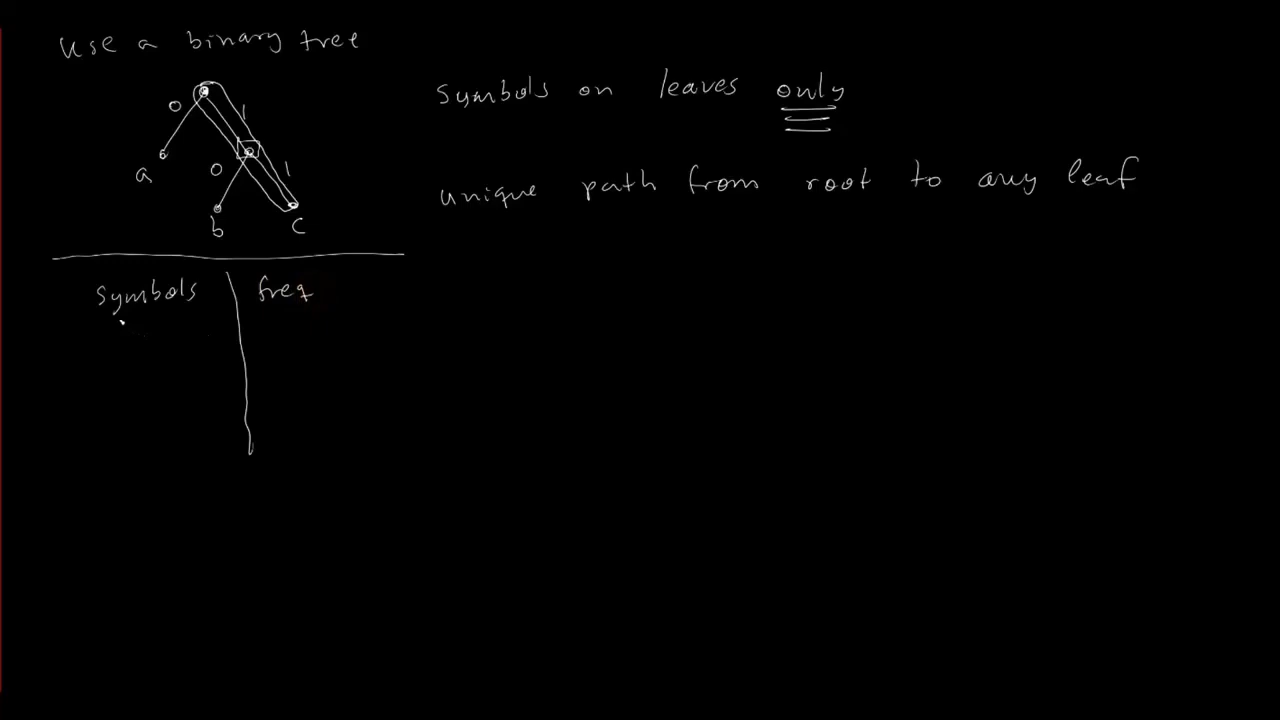 use a binary tree
symbols on leaves only
0 1
a 0 1
unique path from root to any leaf
b c
symbols freq